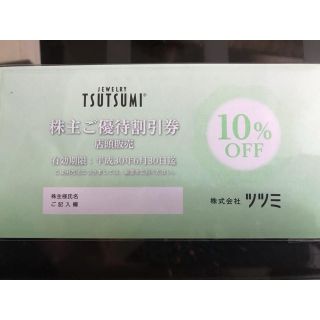 JEWELRY
TSUTSUMI®
株主ご優待割引券
店頭販売
有効期限：平成30年6月30日迄
10%
OFF
株主様氏名
ご記入欄
株式会社 ツツミ